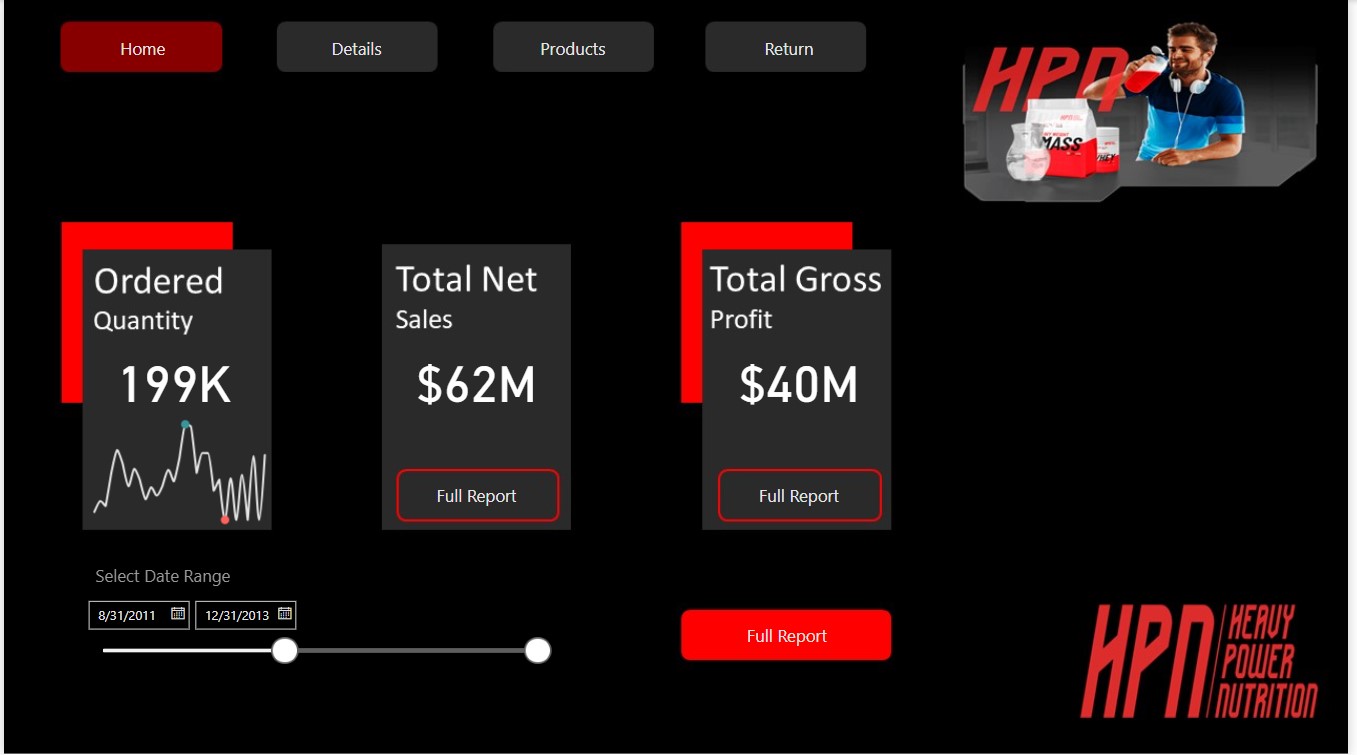 Home
Details
Products
Return
HPN
MASS
WHEY
Ordered
Quantity
199K
Total Net
Sales
$62M
Full Report
Total Gross
Profit
$40M
Full Report
Select Date Range
8/31/2011
12/31/2013
Full Report
HPN
HEAVY
POWER
NUTRITION